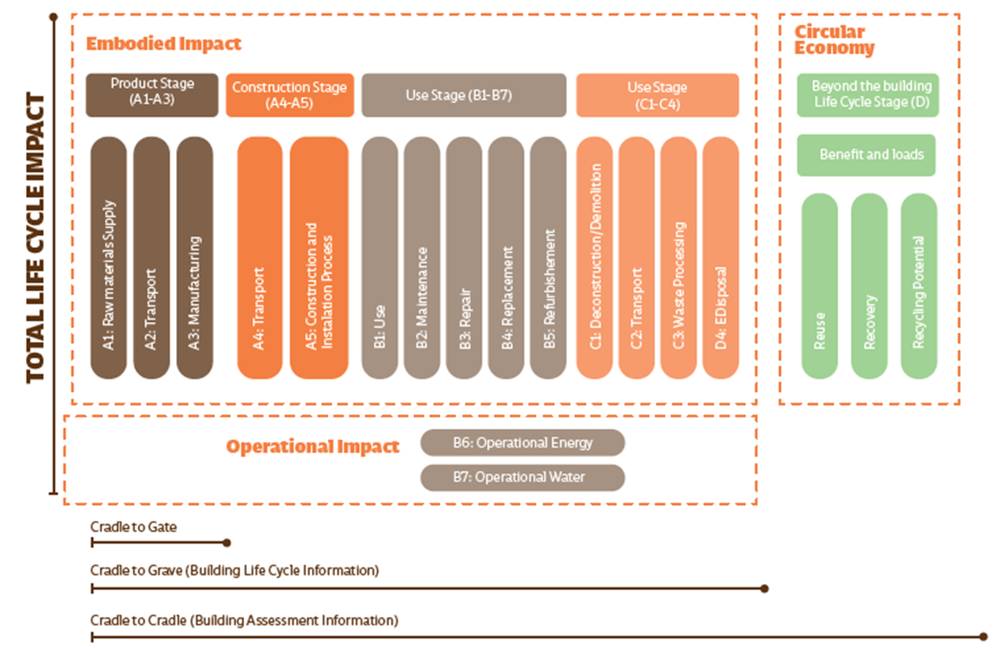 TOTAL LIFE CYCLE IMPACT
Embodied Impact
Product Stage
(A1-A3)
Construction Stage
(A4-A5)
Use Stage (B1-B7)
Use Stage
(C1-C4)
A1: Raw materials Supply
A2: Transport
A3: Manufacturing
A4: Transport
A5: Construction and
Instalation Process
B1: Use
B2: Maintenance
B3: Repair
B4: Replacement
B5: Refurbishement
C1: Deconstruction/Demolition
C2: Transport
C3: Waste Processing
D4: EDisposal
Circular
Economy
Beyond the building
Life Cycle Stage (D)
Benefit and loads
Reuse
Recovery
Recycling Potential
Operational Impact
B6: Operational Energy
B7: Operational Water
Cradle to Gate
Cradle to Grave (Building Life Cycle Information)
Cradle to Cradle (Building Assessment Information)